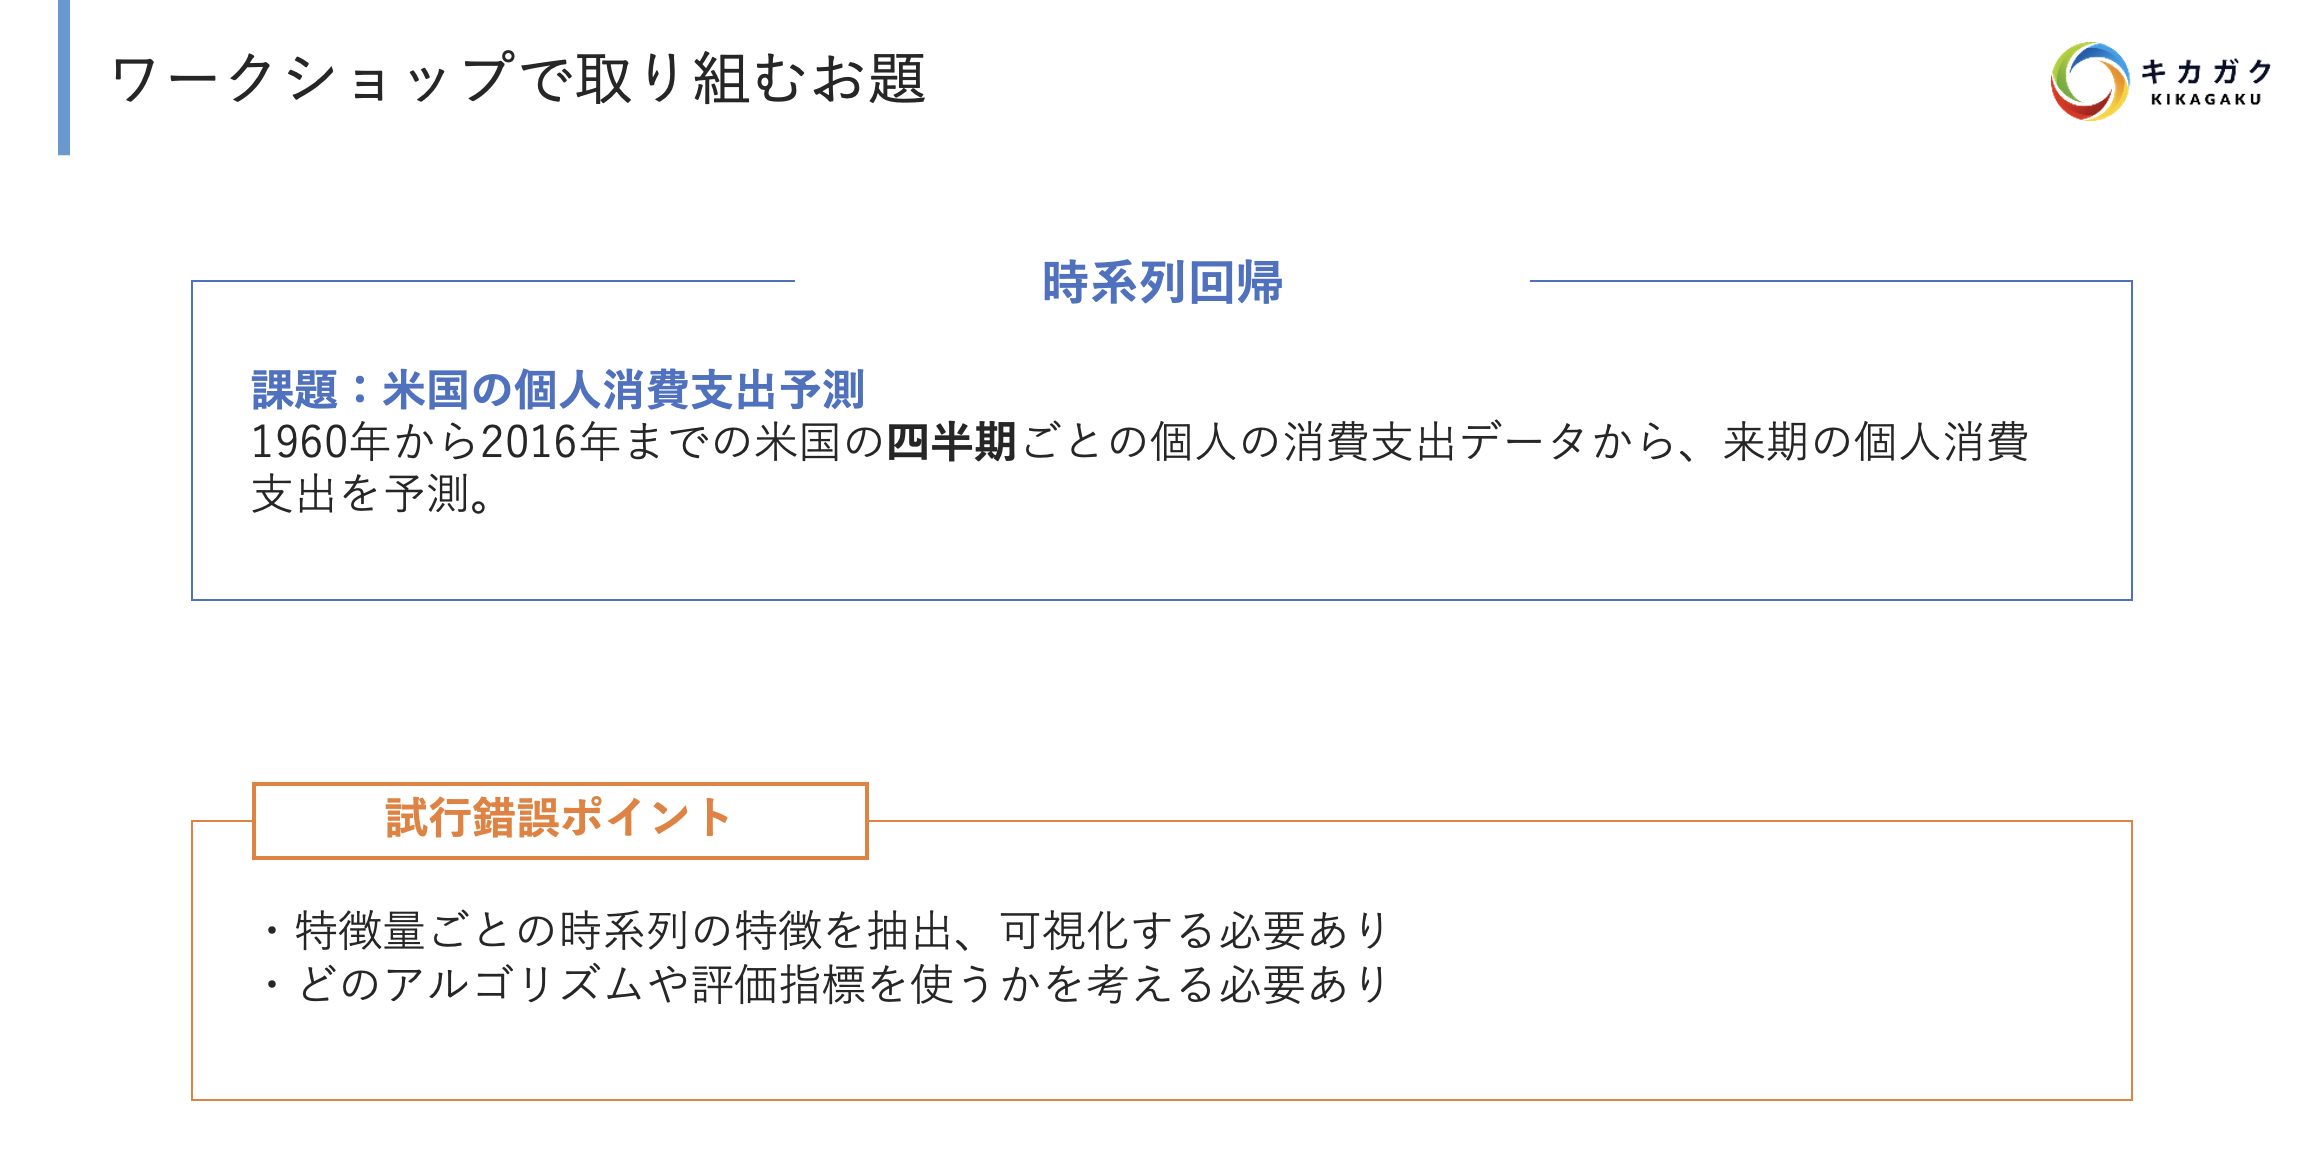 ワークショップで取り組むお題
キカガク
KIKAGAKU
時系列回帰
課題：米国の個人消費支出予測
1960年から2016年までの米国の四半期ごとの個人の消費支出データから、来期の個人消費
支出を予測。
試行錯誤ポイント
・特徴量ごとの時系列の特徴を抽出、可視化する必要あり
・どのアルゴリズムや評価指標を使うかを考える必要あり